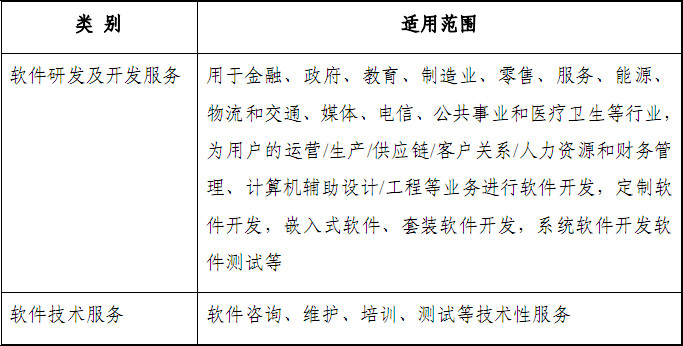 类 别
适用范围
软件研发及开发服务
用于金融、政府、教育、制造业、零售、服务、能源、
物流和交通、媒体、电信、公共事业和医疗卫生等行业，
为用户的运营/生产/供应链/客户关系/人力资源和财务管
理、计算机辅助设计/工程等业务进行软件开发，定制软
件开发，嵌入式软件、套装软件开发，系统软件开发软
件测试等
软件技术服务
软件咨询、维护、培训、测试等技术性服务